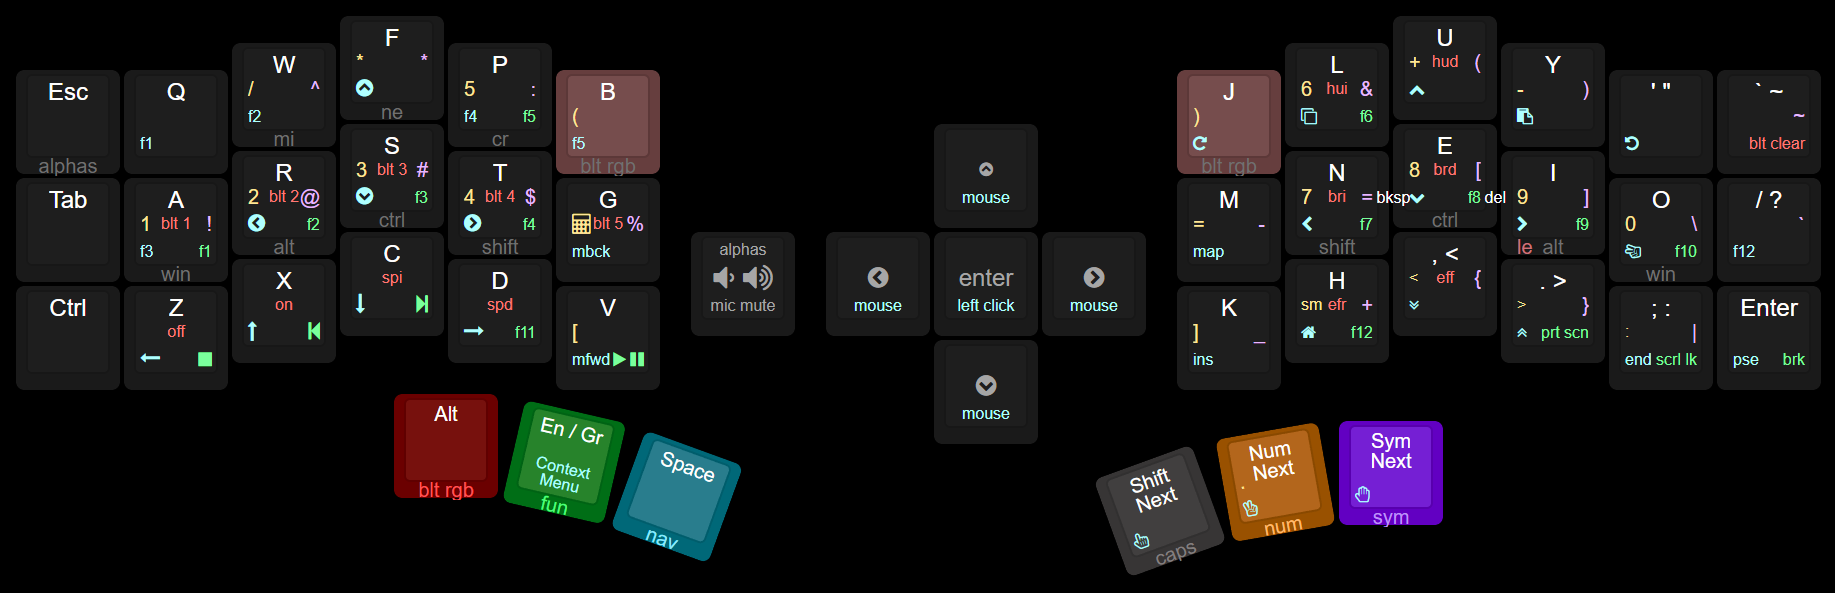 Esc
alphas
Q
f1
W
/ ^
f2
mi
F
* *
ne
P
5 :
f4 f5
cr
B
(
f5
blt rgb
Tab
A
1 blt 1 !
f3 f1
win
R
2 blt 2 @
f2
alt
S
3 blt 3 #
f3
ctrl
T
4 blt 4 $
f4
shift
G
blt 5 %
mbck
Ctrl
Z
off
X
on
C
spi
D
spd
f11
V
[
mfwd
Alt
blt rgb
En / Gr
Context
Menu
fun
Space
nav
alphas
mic mute
mouse
mouse
enter
left click
mouse
mouse
J
)
blt rgb
L
6 hui &
f6
U
+ hud (
Y
- )
' "
` ~
~
blt clear
M
= -
map
N
7 bri =
f7
shift
bksp
E
8 brd [
f8
ctrl
del
I
9 ]
f9
le alt
O
0 \
f10
win
/ ?
`
f12
K
] _
ins
H
sm efr +
f12
, <
< eff {
. >
> }
prt scn
; :
: |
end scrl lk
Enter
pse brk
Shift
Next
caps
Num
Next
.
num
Sym
Next
sym